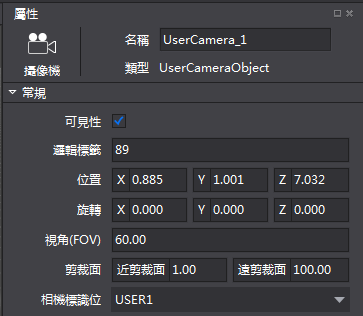 屬性
攝像機
名稱 UserCamera_1
類型 UserCameraObject
常規
可見性
邏輯標籤 89
位置 X 0.885 Y 1.001 Z 7.032
旋轉 X 0.000 Y 0.000 Z 0.000
視角(FOV) 60.00
剪裁面 近剪裁面 1.00 遠剪裁面 100.00
相機標識位 USER1